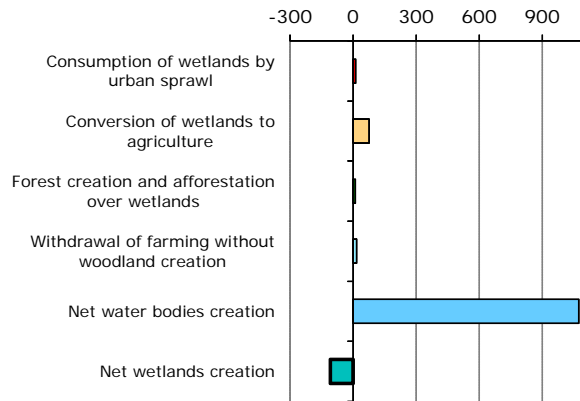 -300 0 300 600 900
Consumption of wetlands by
urban sprawl
Conversion of wetlands to
agriculture
Forest creation and afforestation
over wetlands
Withdrawal of farming without
woodland creation
Net water bodies creation
Net wetlands creation